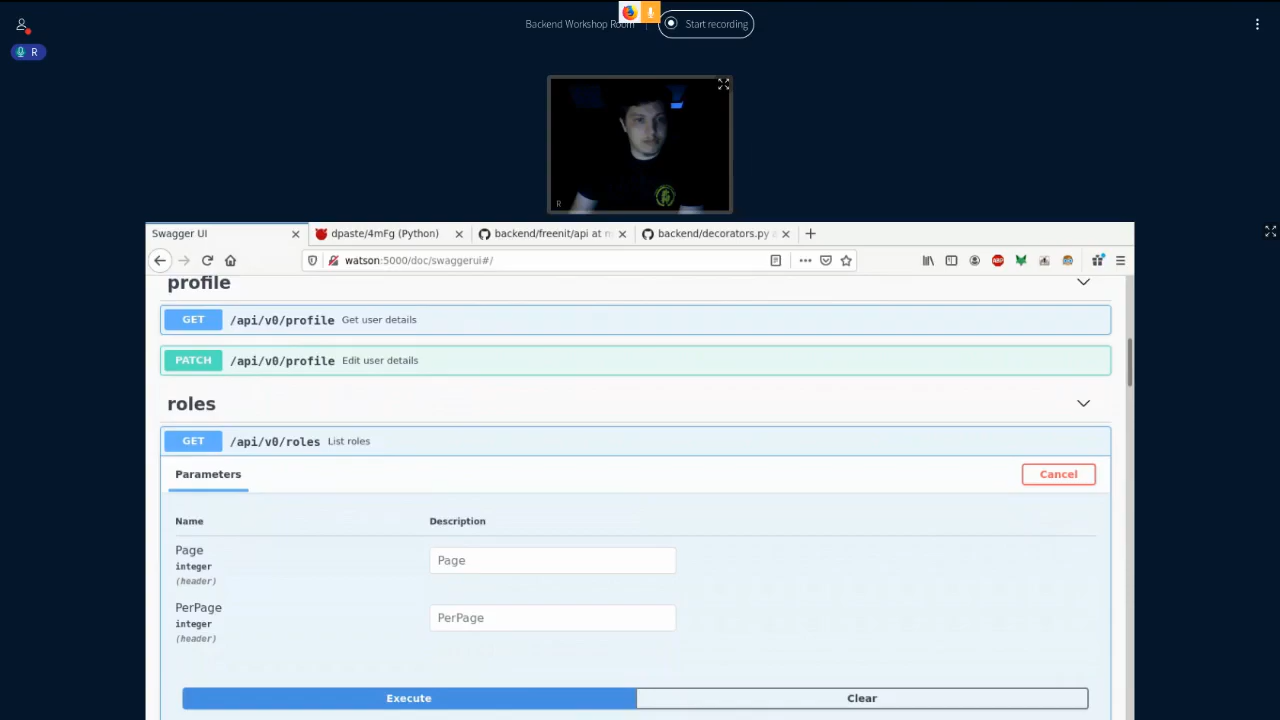 Backend Workshop Room
Start recording
R
R
Swagger UI
dpaste/4mFg (Python)
backend/freenit/api at m
backend/decorators.py a
watson:5000/doc/swaggerui#/
ABP
profile
GET /api/v0/profile Get user details
PATCH /api/v0/profile Edit user details
roles
GET /api/v0/roles List roles
Parameters
Cancel
Name Description
Page
integer
(header)
Page
PerPage
integer
(header)
PerPage
Execute
Clear